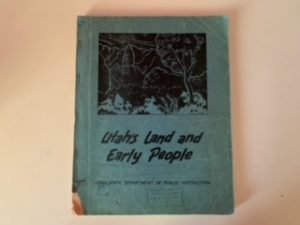 Utah's Land and
Early People
UTAH STATE DEPARTMENT OF PUBLIC INSTRUCTION